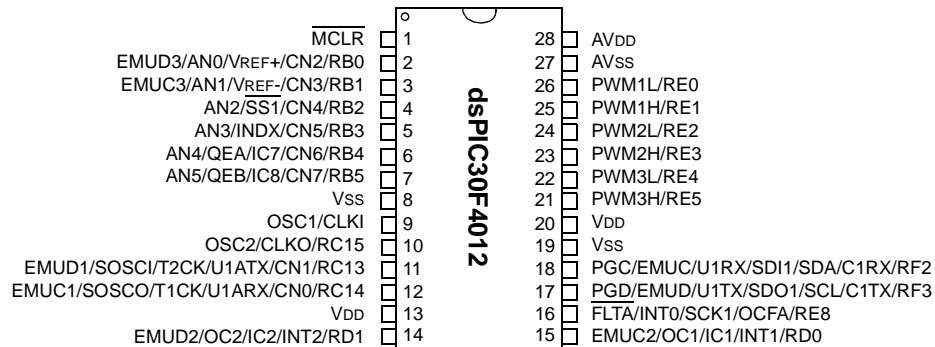 MCLR 1 28 AVDD
EMUD3/AN0/VREF+/CN2/RB0 2 27 AVSS
EMUC3/AN1/VREF-/CN3/RB1 3 26 PWM1L/RE0
AN2/SS1/CN4/RB2 4 25 PWM1H/RE1
AN3/INDX/CN5/RB3 5 24 PWM2L/RE2
AN4/QEA/IC7/CN6/RB4 6 23 PWM2H/RE3
AN5/QEB/IC8/CN7/RB5 7 22 PWM3L/RE4
VSS 8 21 PWM3H/RE5
OSC1/CLKI 9 20 VDD
OSC2/CLKO/RC15 10 19 VSS
EMUD1/SOSCI/T2CK/U1ATX/CN1/RC13 11 18 PGC/EMUC/U1RX/SDI1/SDA/C1RX/RF2
EMUC1/SOSCO/T1CK/U1ARX/CN0/RC14 12 17 PGD/EMUD/U1TX/SDO1/SCL/C1TX/RF3
VDD 13 16 FLTA/INT0/SCK1/OCFA/RE8
EMUD2/OC2/IC2/INT2/RD1 14 15 EMUC2/OC1/IC1/INT1/RD0
dsPIC30F4012